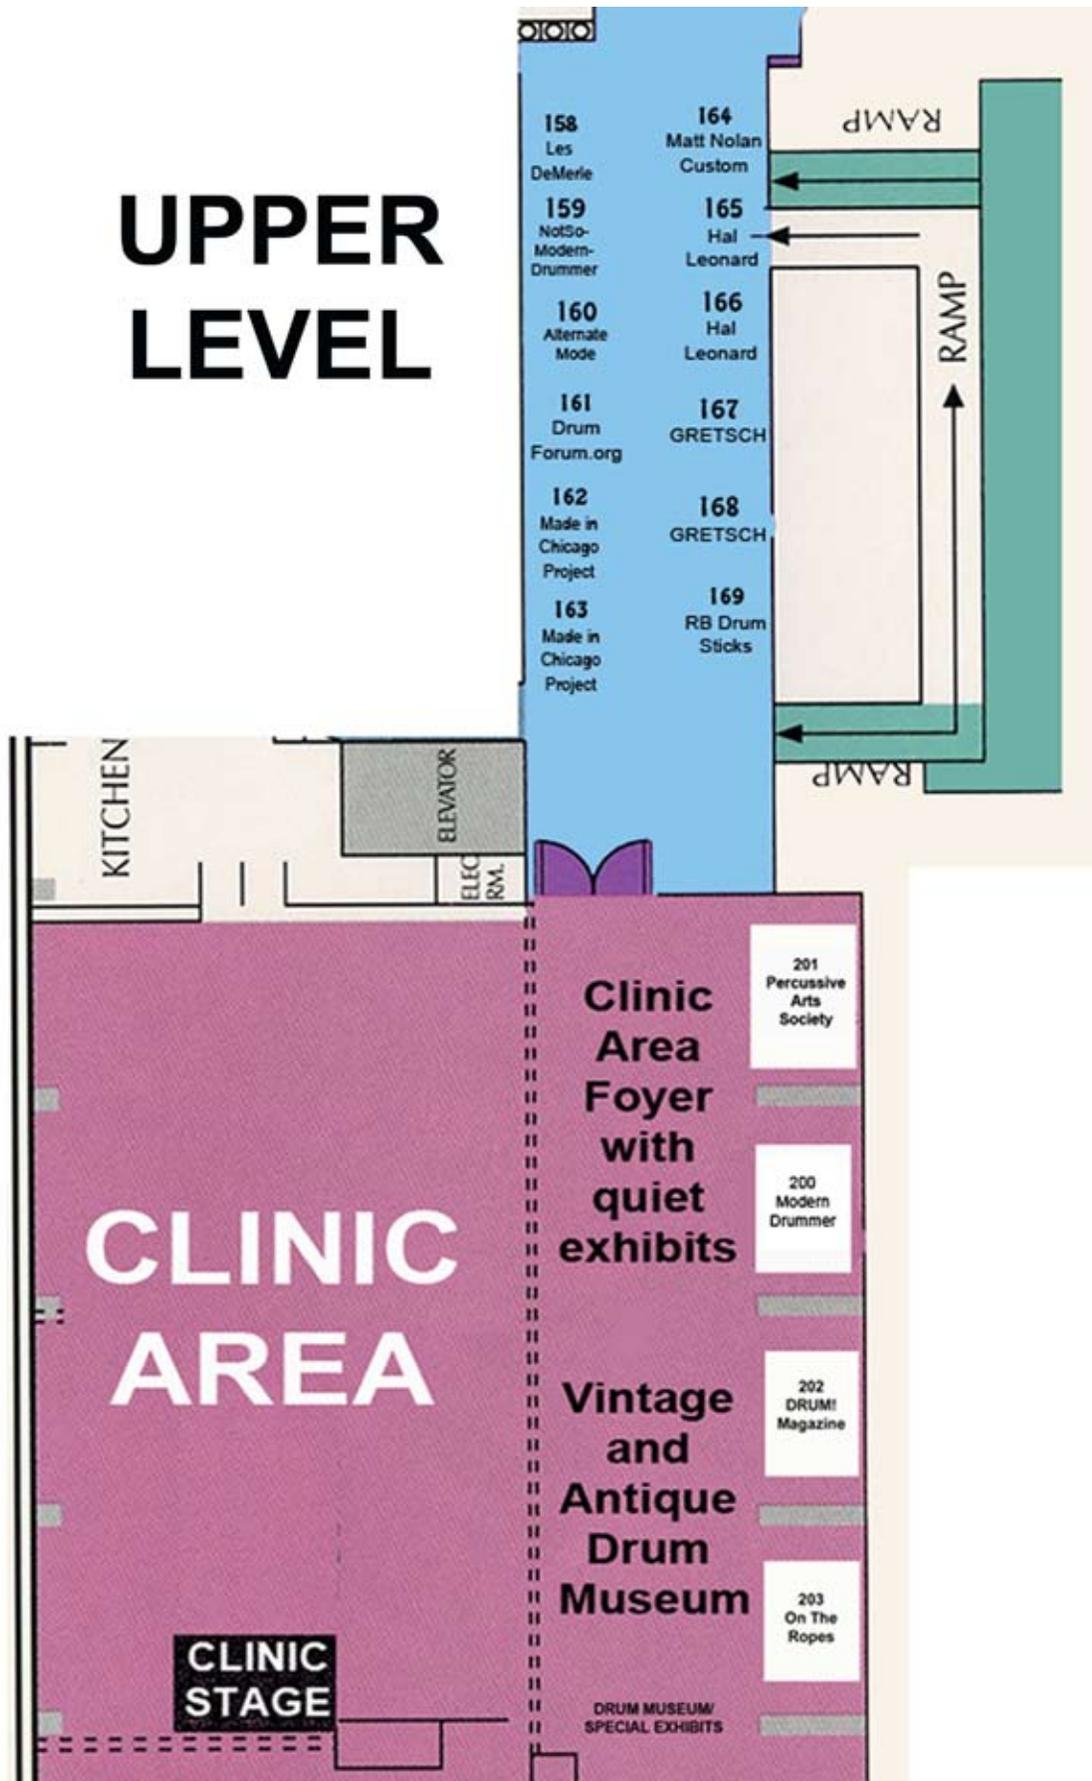 UPPER
LEVEL
158
Les
DeMerle
159
NotSo-
Modern-
Drummer
160
Alternate
Mode
161
Drum
Forum.org
162
Made in
Chicago
Project
163
Made in
Chicago
Project
164
Matt Nolan
Custom
165
Hal
Leonard
166
Hal
Leonard
167
GRETSCH
168
GRETSCH
169
RB Drum
Sticks
RAMP
RAMP
RAMP
KITCHEN
ELEVATOR
ELEC
RM.
CLINIC
AREA
CLINIC
STAGE
Clinic
Area
Foyer
with
quiet
exhibits
Vintage
and
Antique
Drum
Museum
DRUM MUSEUM/
SPECIAL EXHIBITS
201
Percussive
Arts
Society
200
Modern
Drummer
202
DRUM!
Magazine
203
On The
Ropes